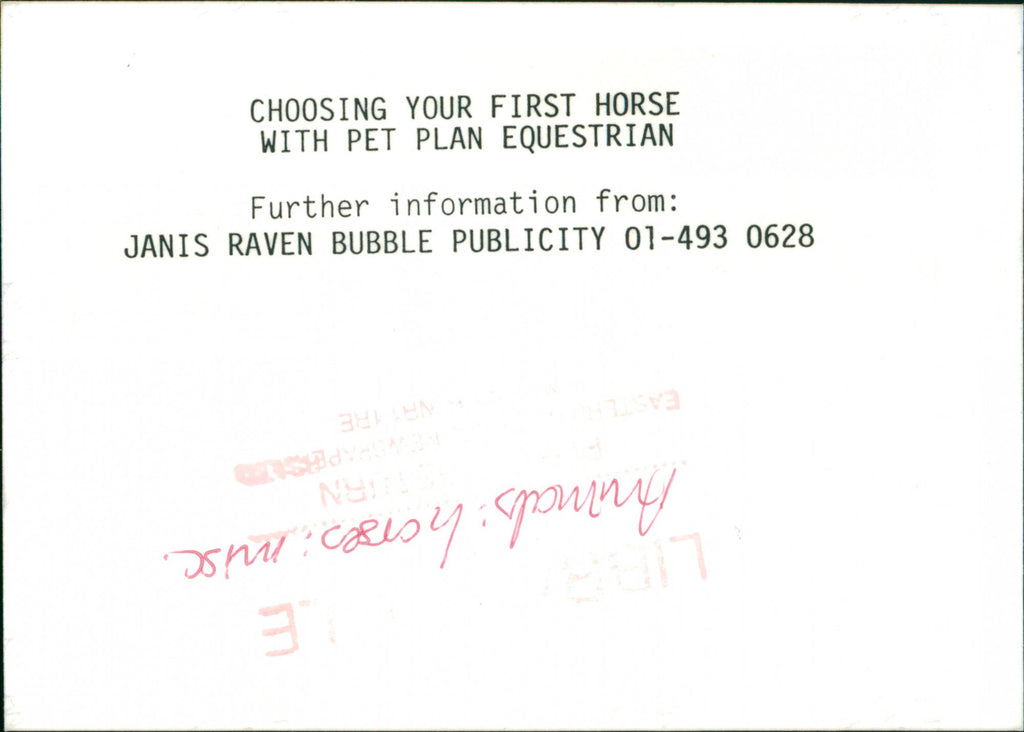 CHOOSING YOUR FIRST HORSE
WITH PET PLAN EQUESTRIAN
Further information from:
JANIS RAVEN BUBBLE PUBLICITY 01-493 0628
Animals: horses: misc.